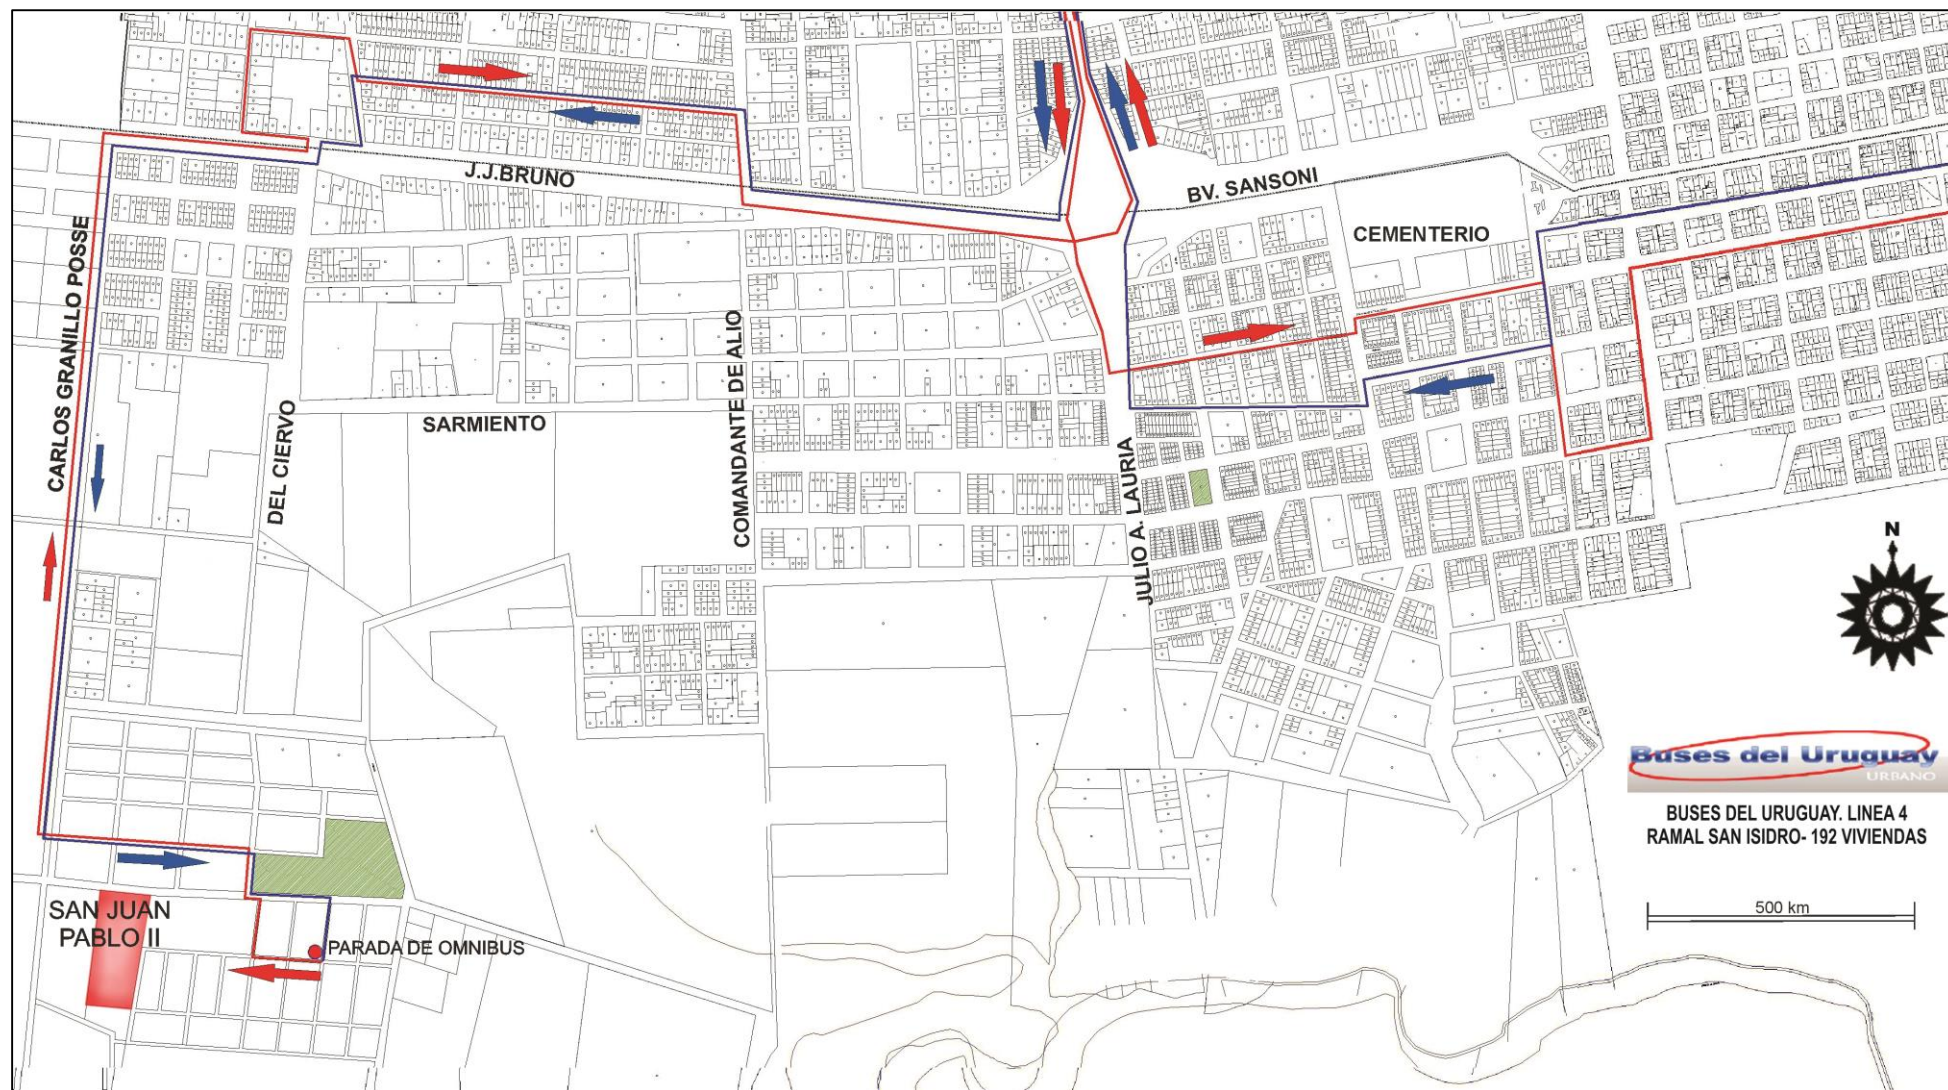 J.J.BRUNO
BV. SANSONI
CEMENTERIO
CARLOS GRANILLO POSSE
DEL CIERVO
SARMIENTO
COMANDANTE DE ALIO
JULIO A. LAURIA
N
Buses del Uruguay
URBANO
BUSES DEL URUGUAY. LINEA 4
RAMAL SAN ISIDRO- 192 VIVIENDAS
500 km
SAN JUAN
PABLO II
PARADA DE OMNIBUS